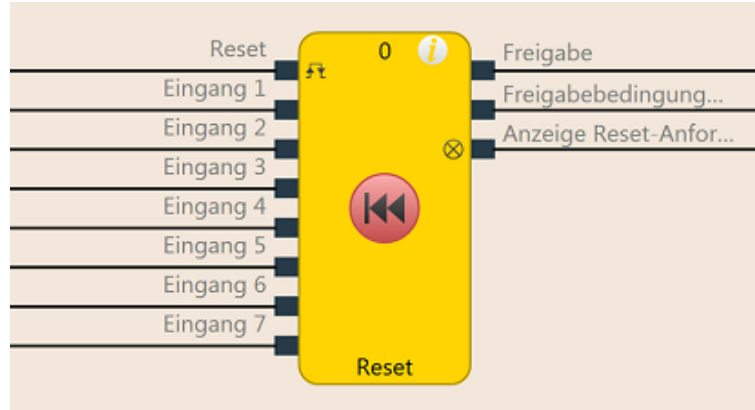 Reset
Eingang 1
Eingang 2
Eingang 3
Eingang 4
Eingang 5
Eingang 6
Eingang 7
0
i
Reset
Freigabe
Freigabebedingung...
Anzeige Reset-Anfor...